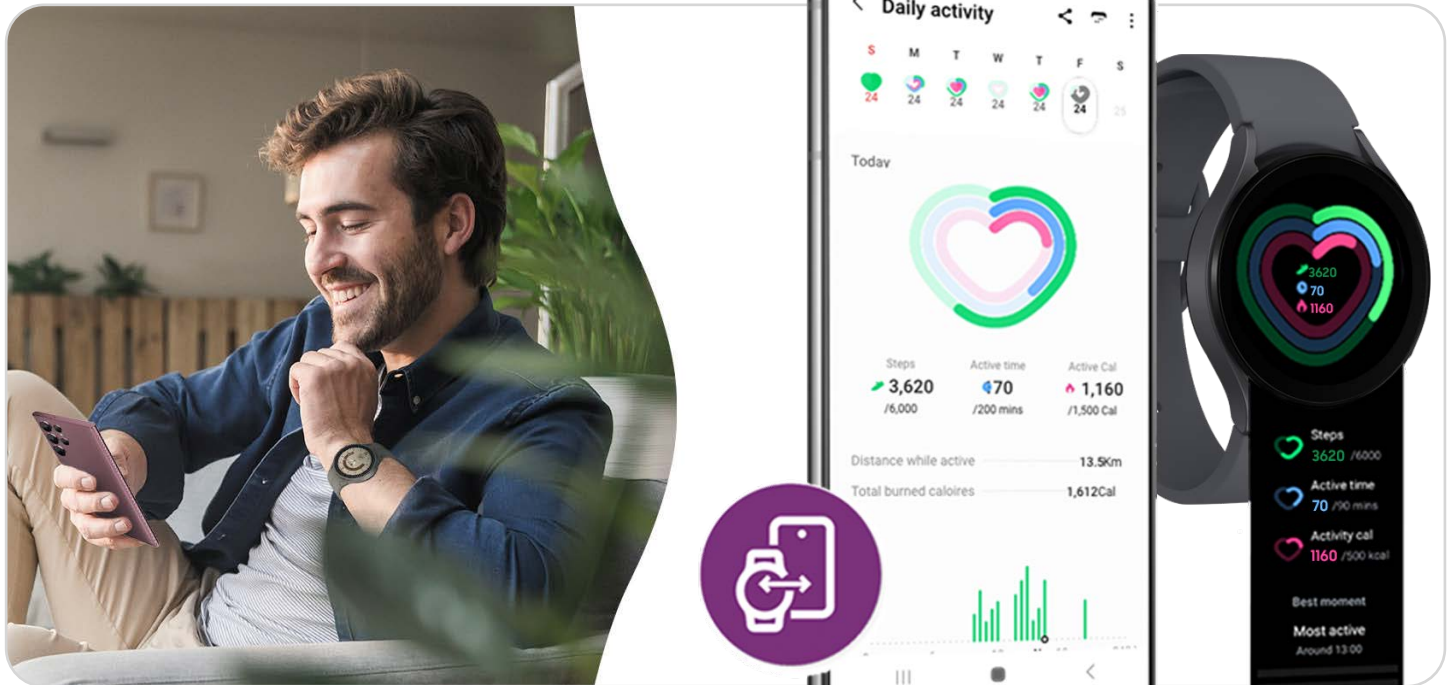 Daily activity
S M T W T F S
24 24 24 24 24 24 25
Today
Steps Active time Active Cal
3,620 70 1,160
/6,000 /200 mins /1,500 Cal
Distance while active 13.5Km
Total burned caloires 1,612Cal
3620
70
1160
Steps
3620 /6000
Active time
70 /90 mins
Activity cal
1160 /500 kcal
Best moment
Most active
Around 13:00